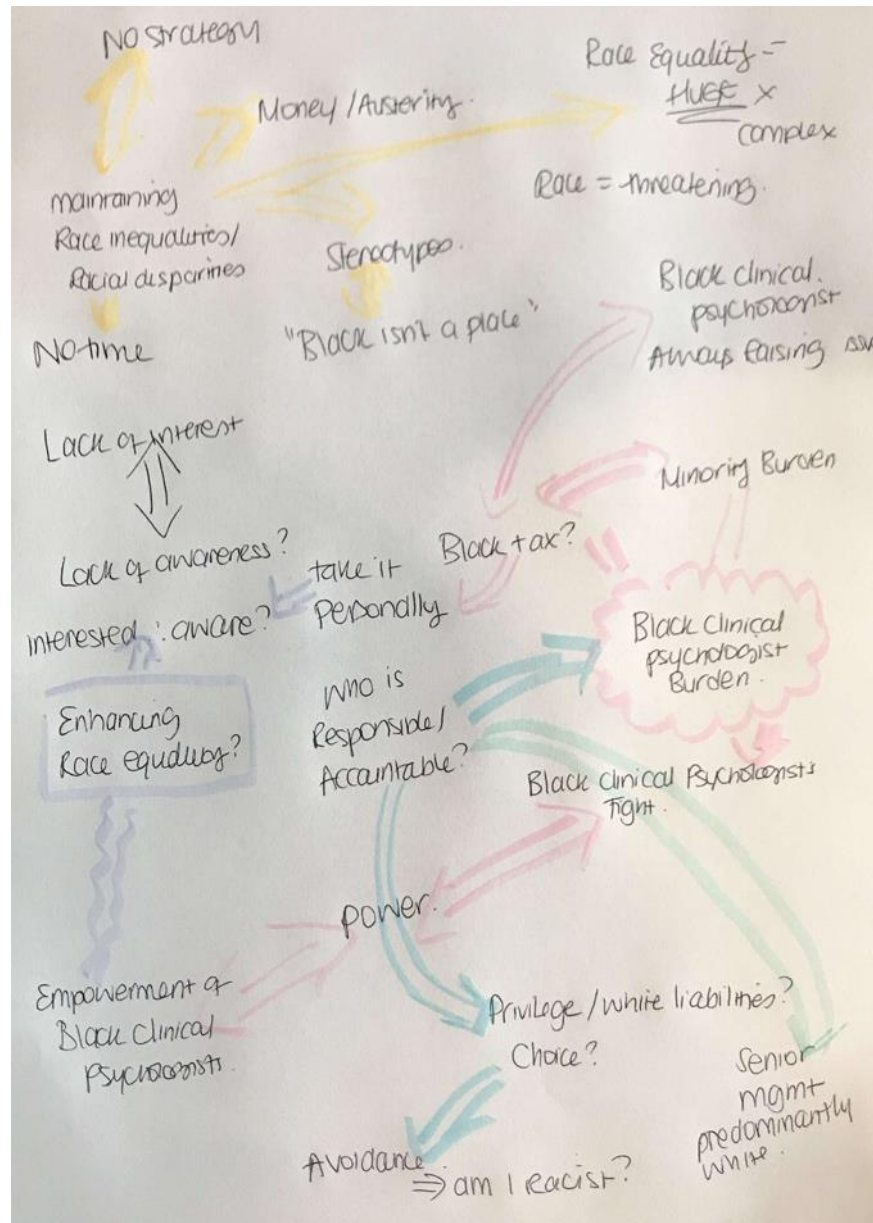 No strategy
Money / Austerity.
Race Equality =
HUGE x
complex
Race = threatening.
maintaining
Race inequalities/
Racial disparities
Stereotypes.
"Black isn't a place"
No time
Black clinical.
psychologist
Always raising
Lack of interest
Minority Burden
Lack of awareness?
Black tax?
take it
Personally
Interested : aware?
Black Clinical
psychologist
Burden.
Enhancing
Race equality?
Who is
Responsible/
Accountable?
Black Clinical Psychologists
Fight.
Power.
Empowerment of
Black Clinical
Psychologists.
Privilege / white liabilities?
Choice?
Senior
mgmt
predominantly
white.
Avoidance
⇒ am I racist?